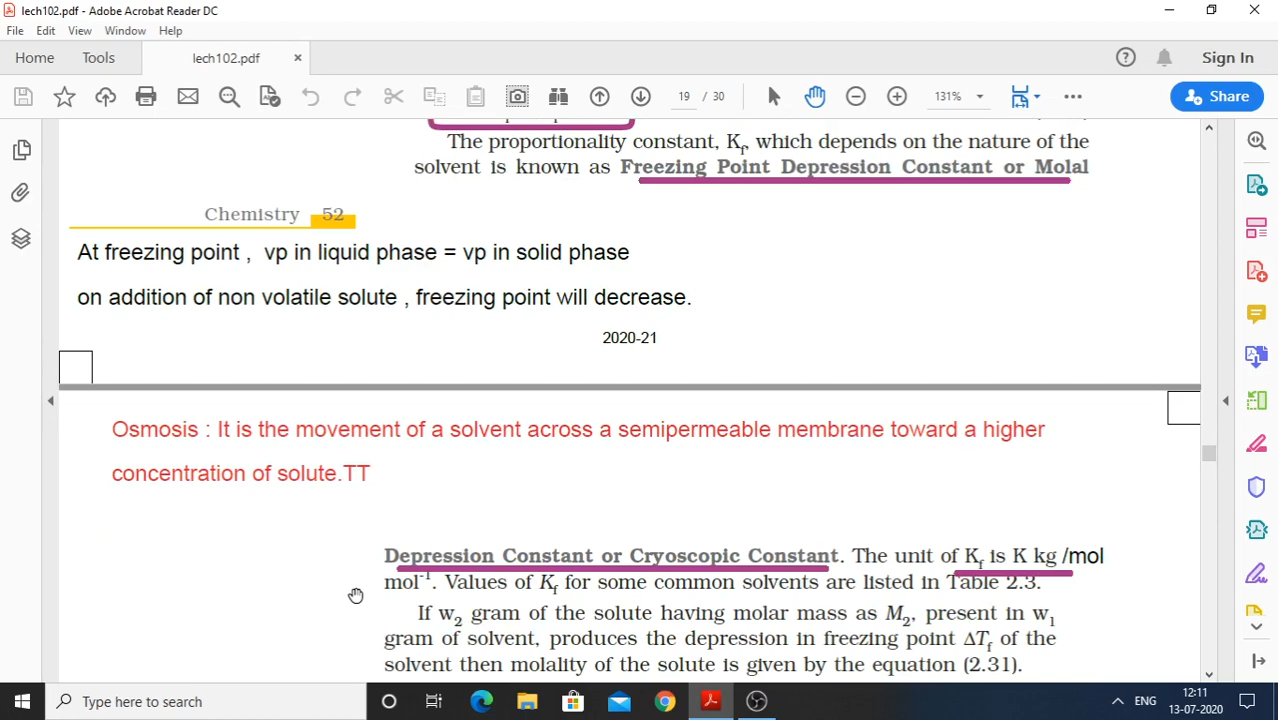 lech102.pdf - Adobe Acrobat Reader DC
File Edit View Window Help
Home Tools lech102.pdf × Sign In
19 / 30 131% Share
The proportionality constant, Kf, which depends on the nature of the
solvent is known as Freezing Point Depression Constant or Molal
Chemistry 52
At freezing point , vp in liquid phase = vp in solid phase
on addition of non volatile solute , freezing point will decrease.
2020-21
Osmosis : It is the movement of a solvent across a semipermeable membrane toward a higher
concentration of solute.TT
Depression Constant or Cryoscopic Constant. The unit of Kf is K kg /mol
mol-1. Values of Kf for some common solvents are listed in Table 2.3.
If w2 gram of the solute having molar mass as M2, present in w1
gram of solvent, produces the depression in freezing point ΔTf of the
solvent then molality of the solute is given by the equation (2.31).
Type here to search
ENG
12:11
13-07-2020